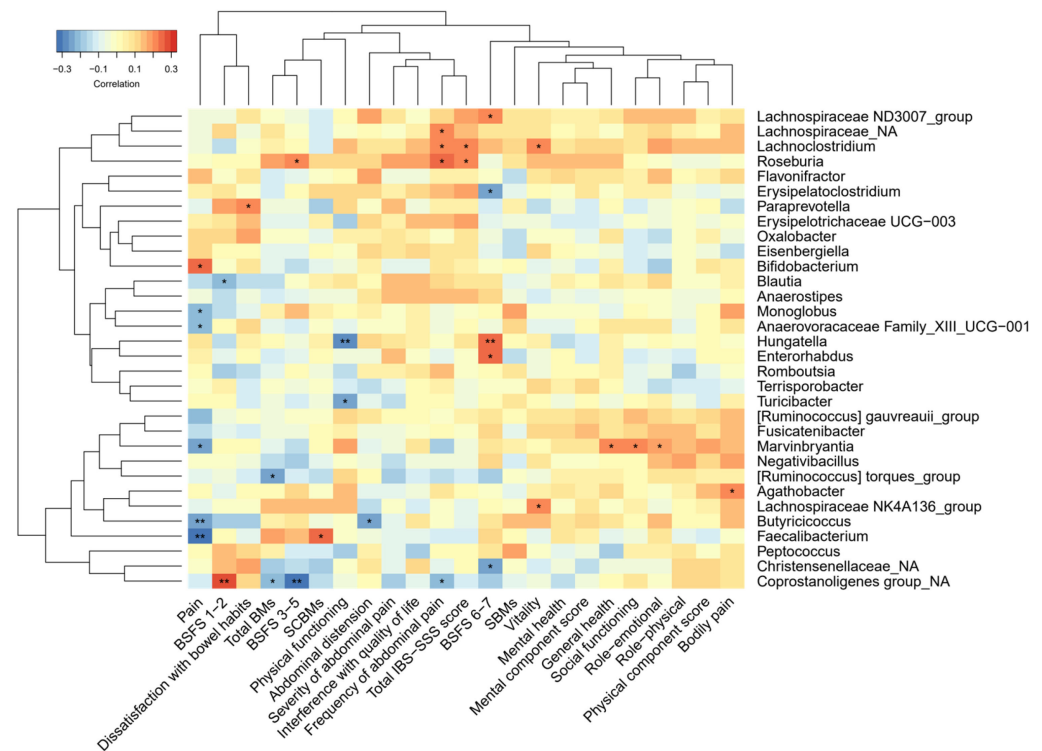 −0.3 −0.1 0.1 0.3
Correlation
Lachnospiraceae ND3007_group
Lachnospiraceae_NA
Lachnoclostridium
Roseburia
Flavonifractor
Erysipelatoclostridium
Paraprevotella
Erysipelotrichaceae UCG−003
Oxalobacter
Eisenbergiella
Bifidobacterium
Blautia
Anaerostipes
Monoglobus
Anaerovoracaceae Family_XIII_UCG−001
Hungatella
Enterorhabdus
Romboutsia
Terrisporobacter
Turicibacter
[Ruminococcus] gauvreauii_group
Fusicatenibacter
Marvinbryantia
Negativibacillus
[Ruminococcus] torques_group
Agathobacter
Lachnospiraceae NK4A136_group
Butyricicoccus
Faecalibacterium
Peptococcus
Christensenellaceae_NA
Coprostanoligenes group_NA
Pain
BSFS 1−2
Dissatisfaction with bowel habits
Total BMs
BSFS 3−5
SCBMs
Physical functioning
Abdominal distension
Severity of abdominal pain
Interference with quality of life
Frequency of abdominal pain
Total IBS−SSS score
BSFS 6−7
SBMs
Vitality
Mental health
Mental component score
General health
Social functioning
Role−emotional
Role−physical
Physical component score
Bodily pain